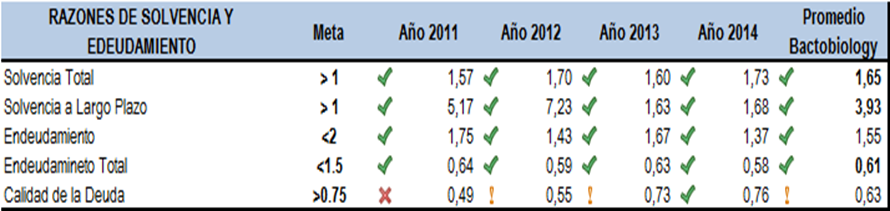 RAZONES DE SOLVENCIA Y EDEUDAMIENTO Meta Año 2011 Año 2012 Año 2013 Año 2014 Promedio Bactobiology
Solvencia Total > 1 1,57 1,70 1,60 1,73 1,65
Solvencia a Largo Plazo > 1 5,17 7,23 1,63 1,68 3,93
Endeudamiento <2 1,75 1,43 1,67 1,37 1,55
Endeudamineto Total <1.5 0,64 0,59 0,63 0,58 0,61
Calidad de la Deuda >0.75 0,49 0,55 0,73 0,76 0,63